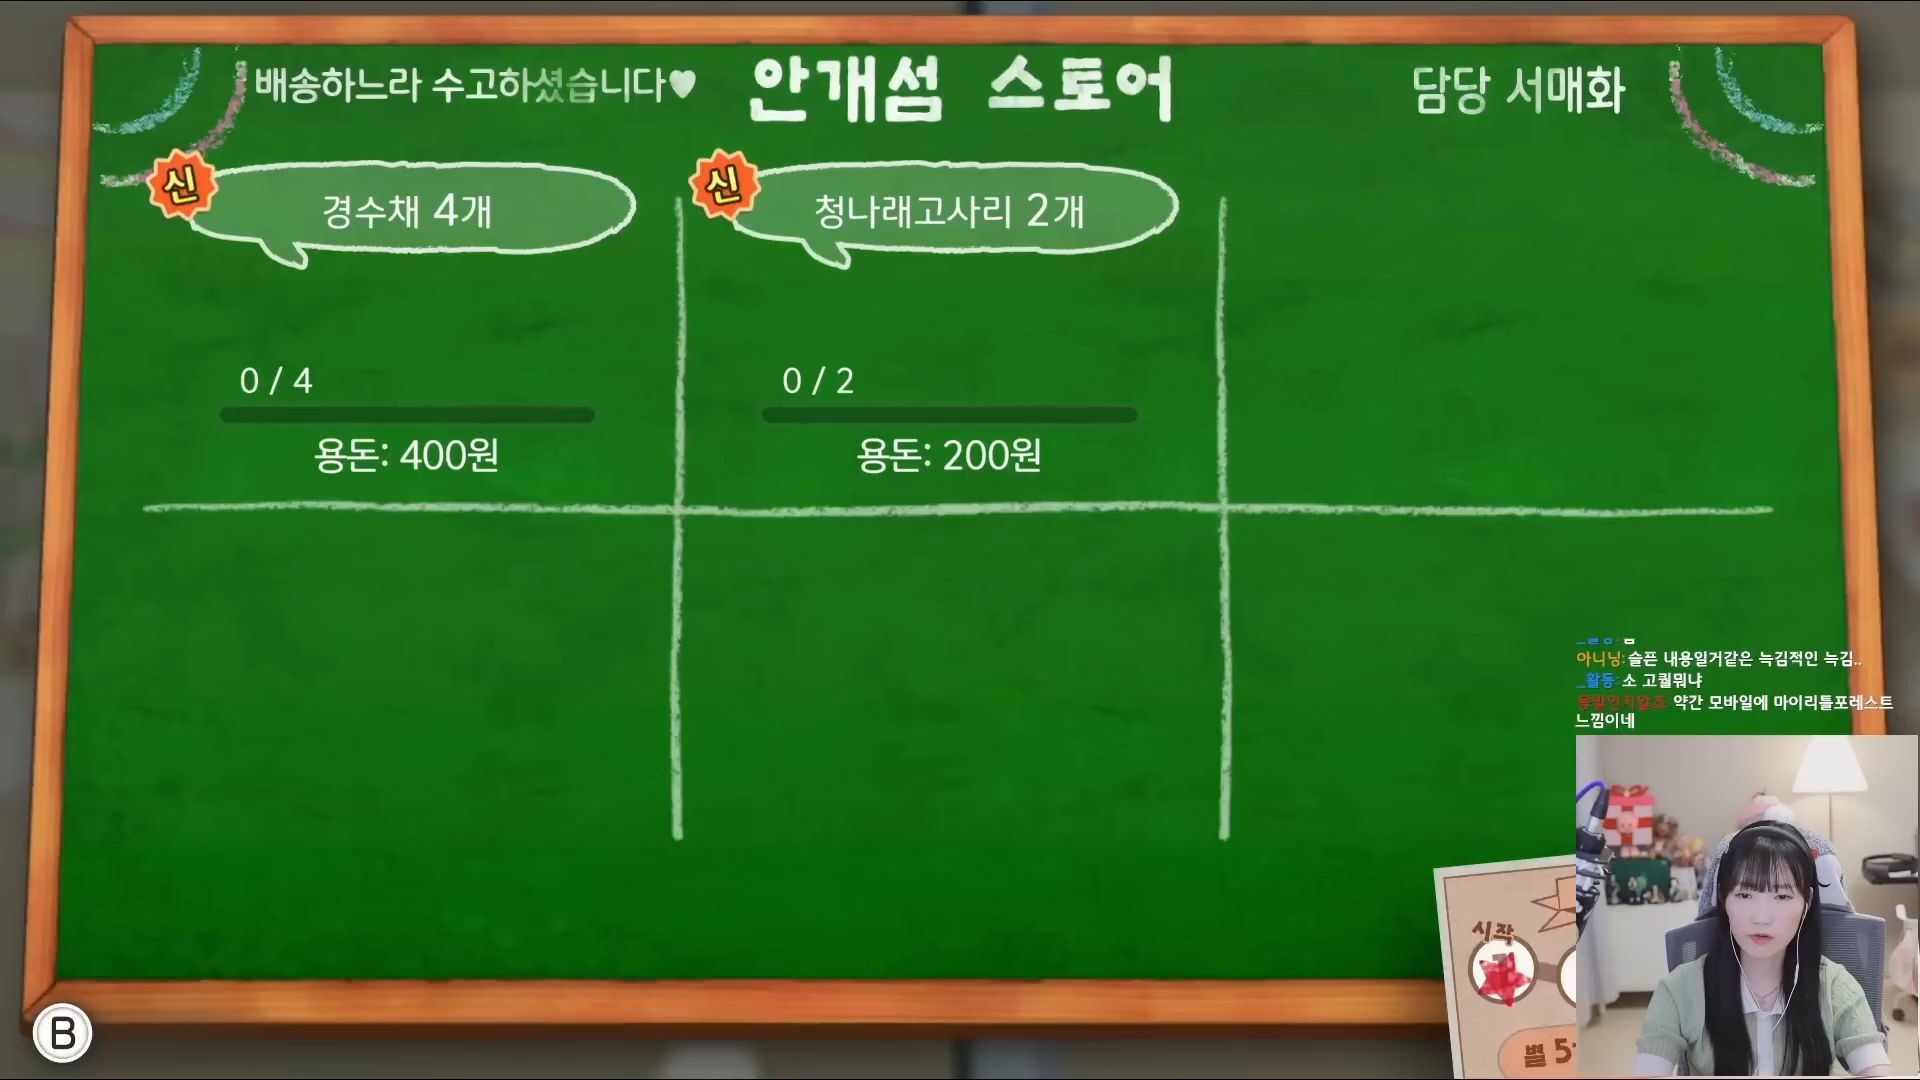 배송하느라 수고하셨습니다♥
안개섬 스토어
담당 서매화
신
경수채 4개
신
청나래고사리 2개
0 / 4
용돈: 400원
0 / 2
용돈: 200원
아니닝: 슬픈 내용일거같은 늑김적인 늑김..
_활동: 소 고퀄뭐냐
약간 모바일에 마이리틀포레스트
느낌이네
시작
별 5
B